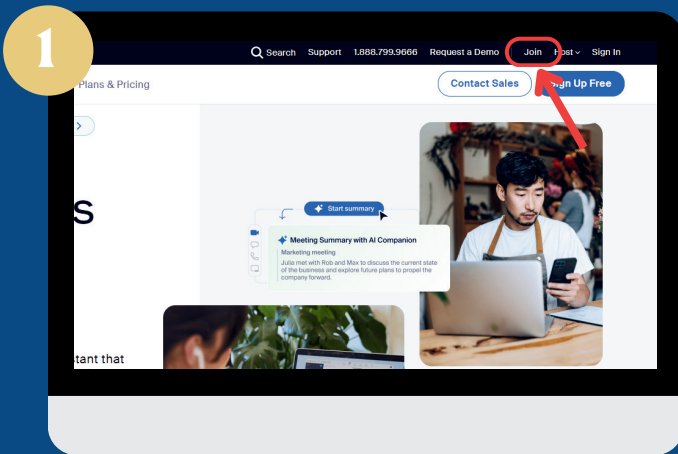 1
Search Support 1.888.799.9666 Request a Demo Join Host Sign In
Plans & Pricing
Contact Sales
Sign Up Free
S
Start summary
Meeting Summary with AI Companion
Marketing meeting
Julia met with Rob and Max to discuss the current state
of the business and explore future plans to propel the
company forward.
stant that